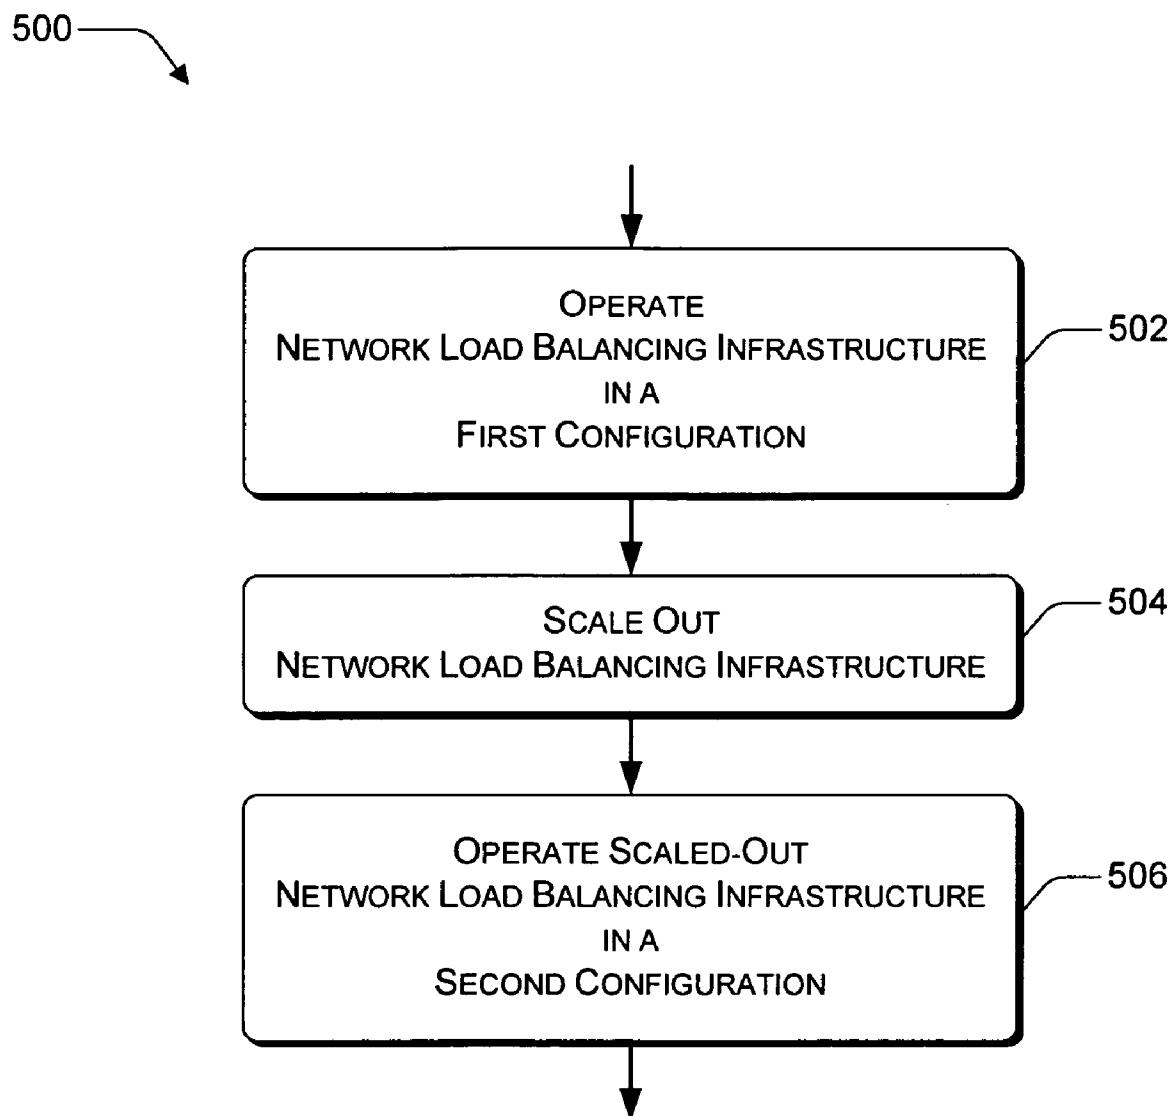 500
OPERATE
NETWORK LOAD BALANCING INFRASTRUCTURE
IN A
FIRST CONFIGURATION
502
SCALE OUT
NETWORK LOAD BALANCING INFRASTRUCTURE
504
OPERATE SCALED-OUT
NETWORK LOAD BALANCING INFRASTRUCTURE
IN A
SECOND CONFIGURATION
506